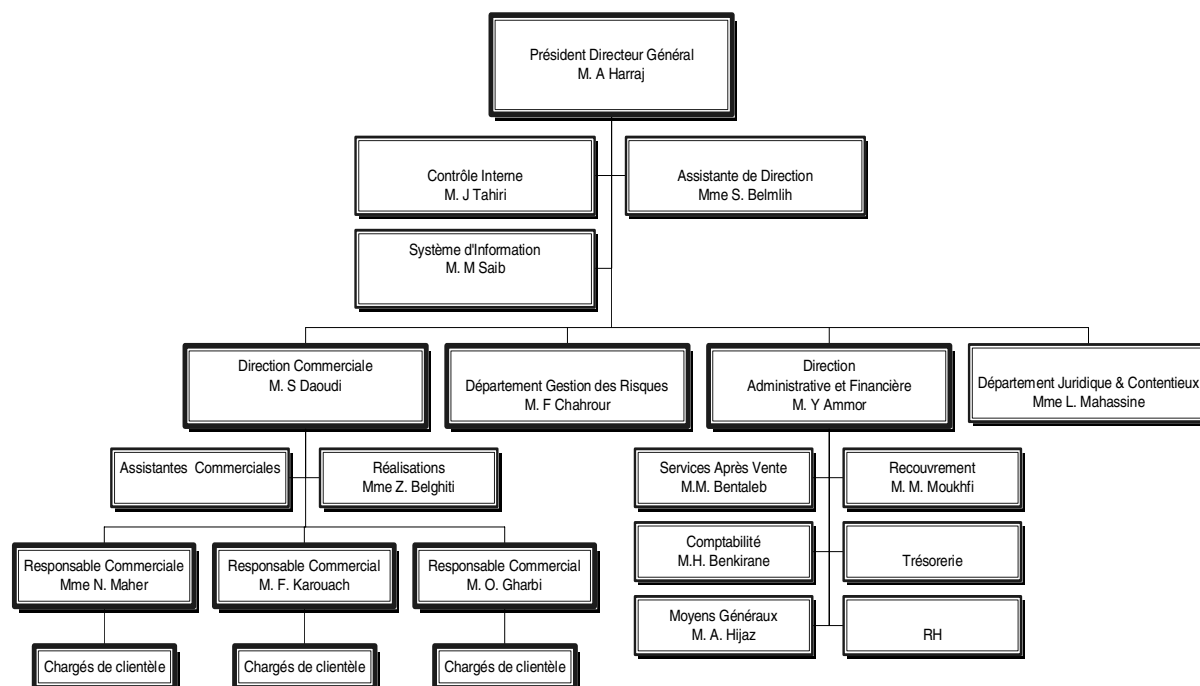 Président Directeur Général
M. A Harraj
Contrôle Interne
M. J Tahiri
Assistante de Direction
Mme S. Belmlih
Système d'Information
M. M Saib
Direction Commerciale
M. S Daoudi
Département Gestion des Risques
M. F Chahrour
Direction
Administrative et Financière
M. Y Ammor
Département Juridique & Contentieux
Mme L. Mahassine
Assistantes Commerciales
Réalisations
Mme Z. Belghiti
Services Après Vente
M.M. Bentaleb
Recouvrement
M. M. Moukhfi
Responsable Commerciale
Mme N. Maher
Responsable Commercial
M. F. Karouach
Responsable Commercial
M. O. Gharbi
Comptabilité
M.H. Benkirane
Trésorerie
Moyens Généraux
M. A. Hijaz
RH
Chargés de clientèle
Chargés de clientèle
Chargés de clientèle